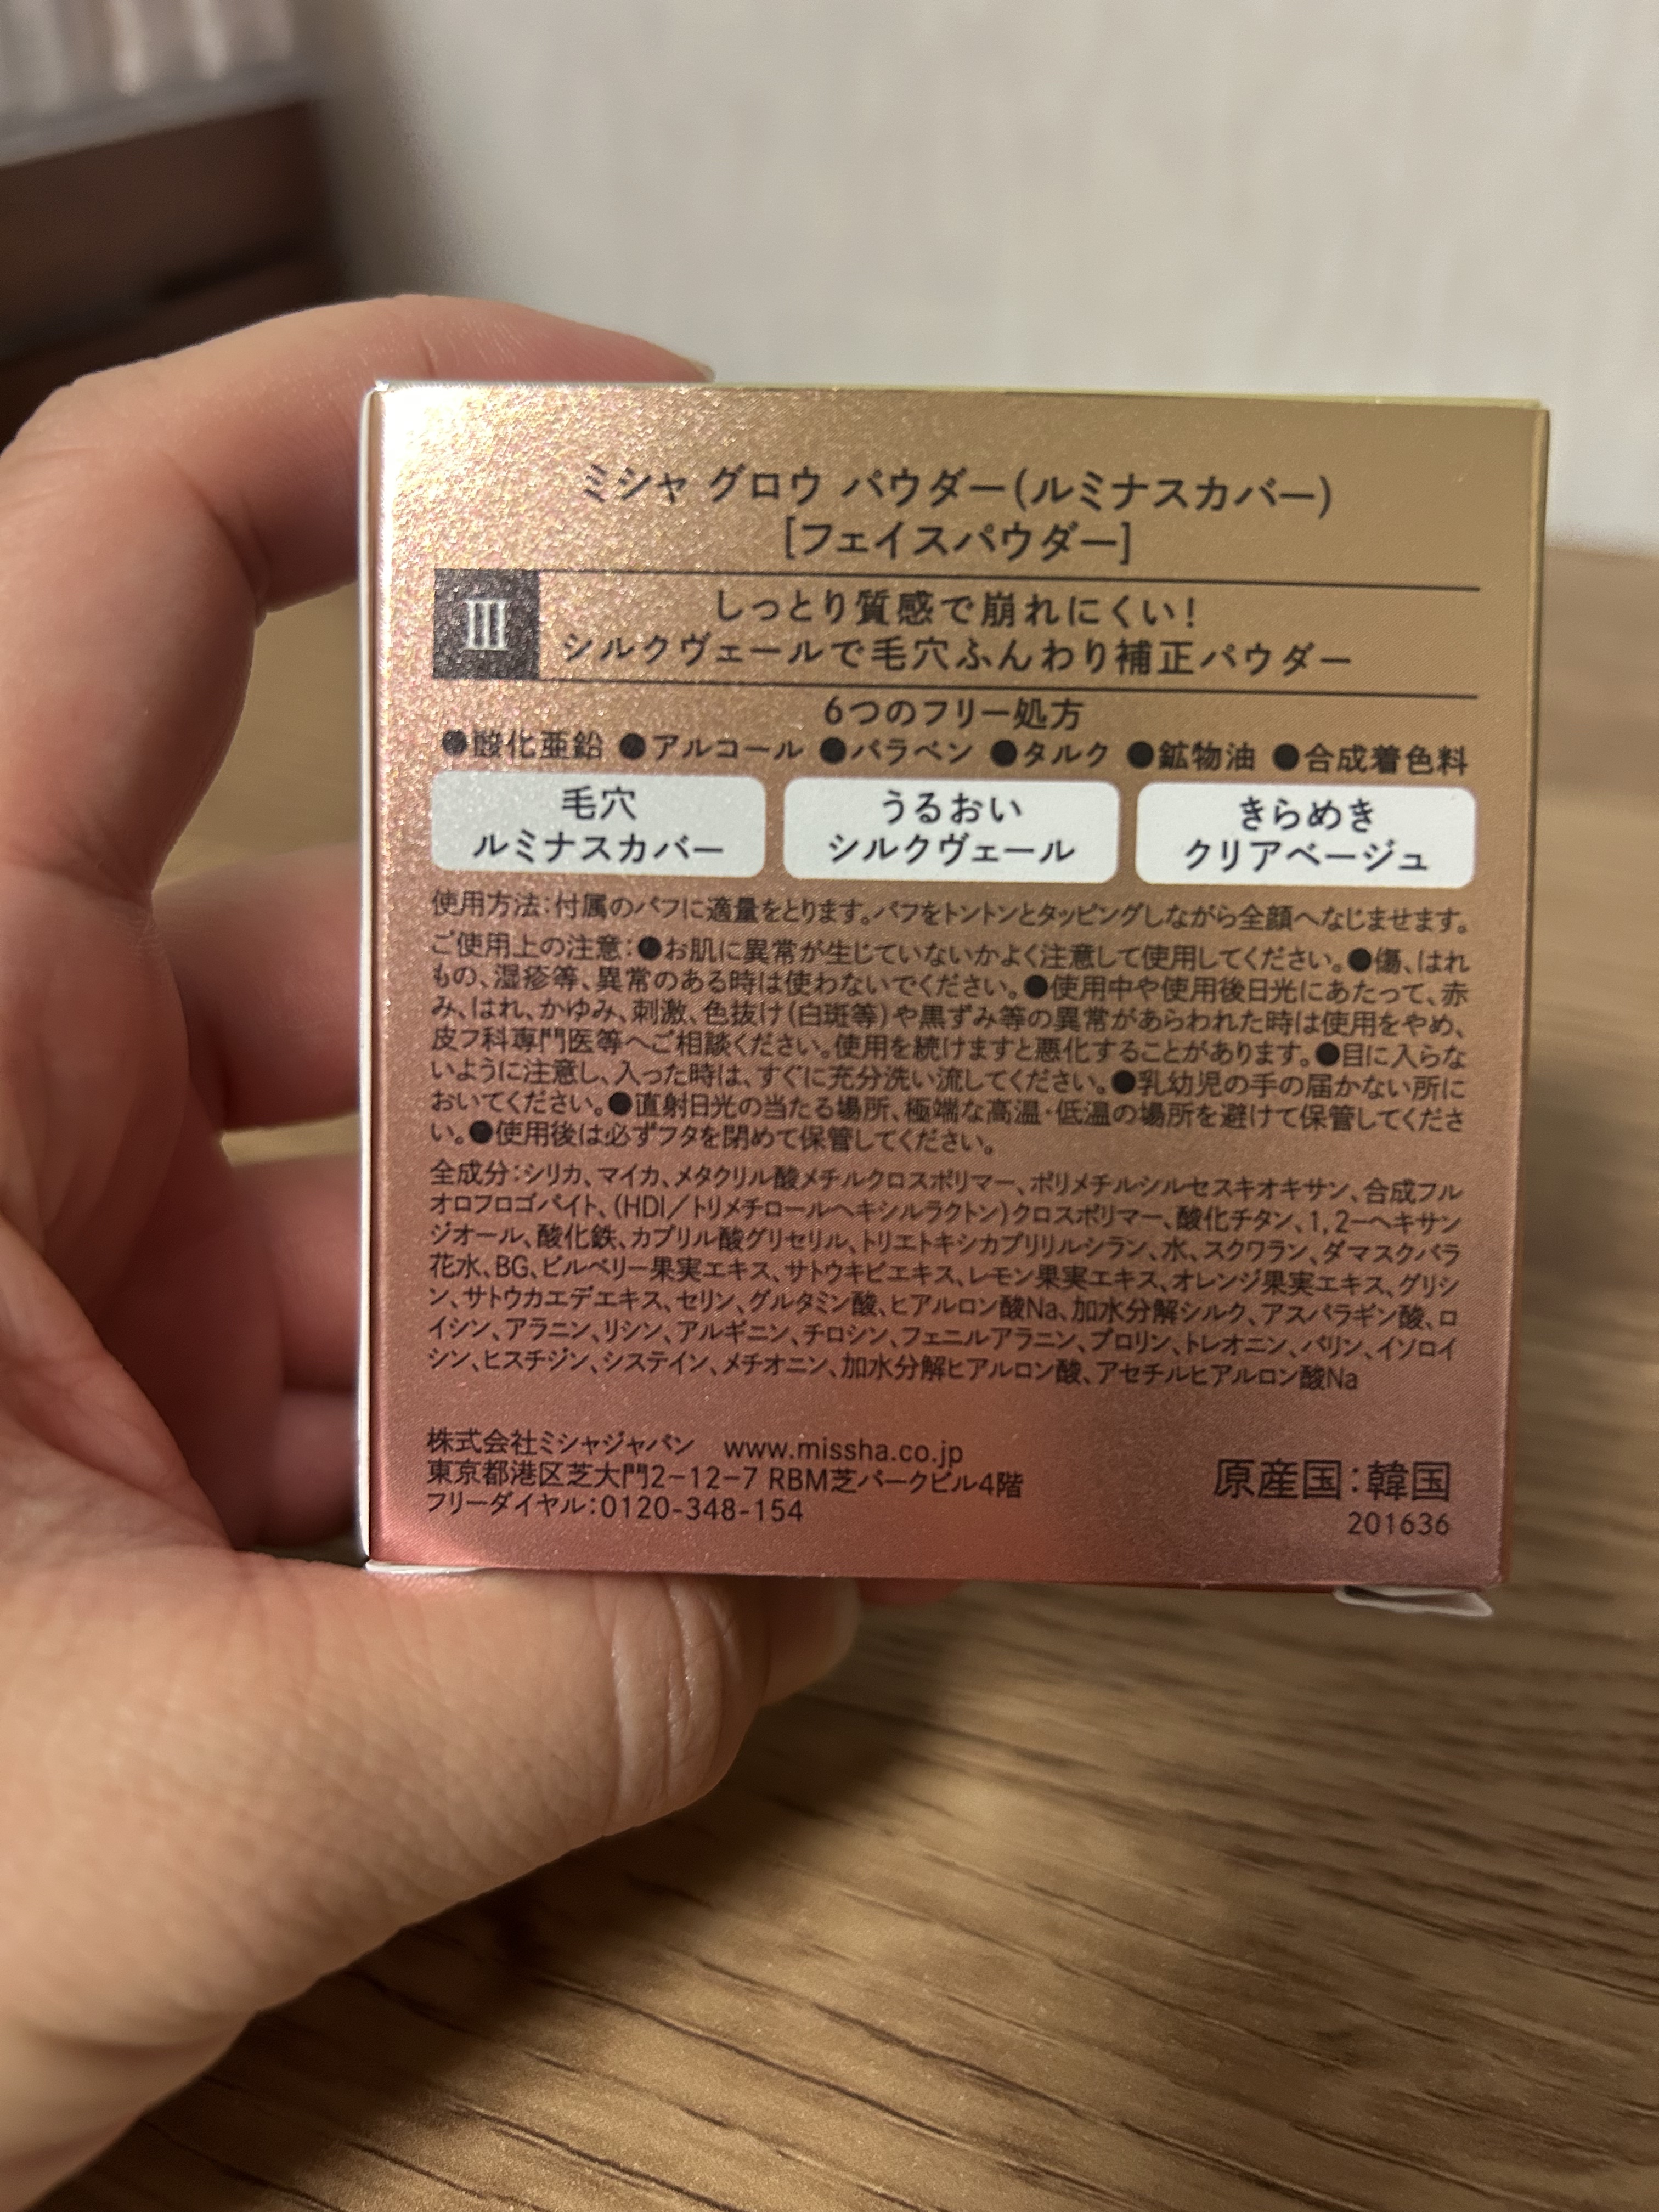 ミシャ グロウ パウダー(ルミナスカバー)
[フェイスパウダー]
Ⅲ
しっとり質感で崩れにくい!
シルクヴェールで毛穴ふんわり補正パウダー
6つのフリー処方
●酸化亜鉛 ●アルコール ●パラベン ●タルク ●鉱物油 ●合成着色料
毛穴
ルミナスカバー
うるおい
シルクヴェール
きらめき
クリアベージュ
使用方法:付属のパフに適量をとります。パフをトントンとタッピングしながら全顔へなじませます。
ご使用上の注意:●お肌に異常が生じていないかよく注意して使用してください。●傷、はれ
もの、湿疹等、異常のある時は使わないでください。●使用中や使用後日光にあたって、赤
み、はれ、かゆみ、刺激、色抜け(白斑等)や黒ずみ等の異常があらわれた時は使用をやめ、
皮フ科専門医等へご相談ください。使用を続けますと悪化することがあります。●目に入らな
いように注意し、入った時は、すぐに充分洗い流してください。●乳幼児の手の届かない所に
おいてください。●直射日光の当たる場所、極端な高温・低温の場所を避けて保管してくださ
い。●使用後は必ずフタを閉めて保管してください。
全成分:シリカ、マイカ、メタクリル酸メチルクロスポリマー、ポリメチルシルセスキオキサン、合成フル
オロフロゴパイト、(HDI/トリメチロールヘキシルラクトン)クロスポリマー、酸化チタン、1,2-ヘキサン
ジオール、酸化鉄、カプリル酸グリセリル、トリエトキシカプリリルシラン、水、スクワラン、ダマスクバラ
花水、BG、ビルベリー果実エキス、サトウキビエキス、レモン果実エキス、オレンジ果実エキス、グリシ
ン、サトウカエデエキス、セリン、グルタミン酸、ヒアルロン酸Na、加水分解シルク、アスパラギン酸、ロ
イシン、アラニン、リシン、アルギニン、チロシン、フェニルアラニン、プロリン、トレオニン、バリン、イソロイ
シン、ヒスチジン、システイン、メチオニン、加水分解ヒアルロン酸、アセチルヒアルロン酸Na
株式会社ミシャジャパン www.missha.co.jp
東京都港区芝大門2-12-7 RBM芝パークビル4階
フリーダイヤル:0120-348-154
原産国:韓国
201636